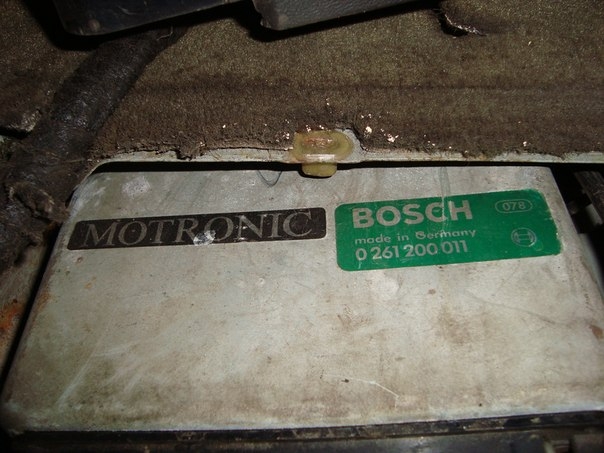 MOTRONIC
BOSCH
078
made in Germany
0 261 200 011